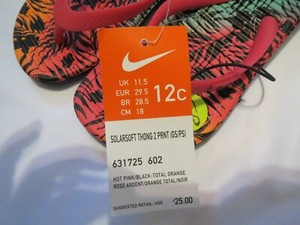 UK 11.5
EUR 29.5
BR 28.5
CM 18
12C
SOLARSOFT THONG 2 PRNT (GS/PS)
631725 602
HOT PINK/BLACK-TOTAL ORANGE
ROSE ARDENT/ORANGE TOTAL/NOIR
SUGGESTED RETAIL: $25.00